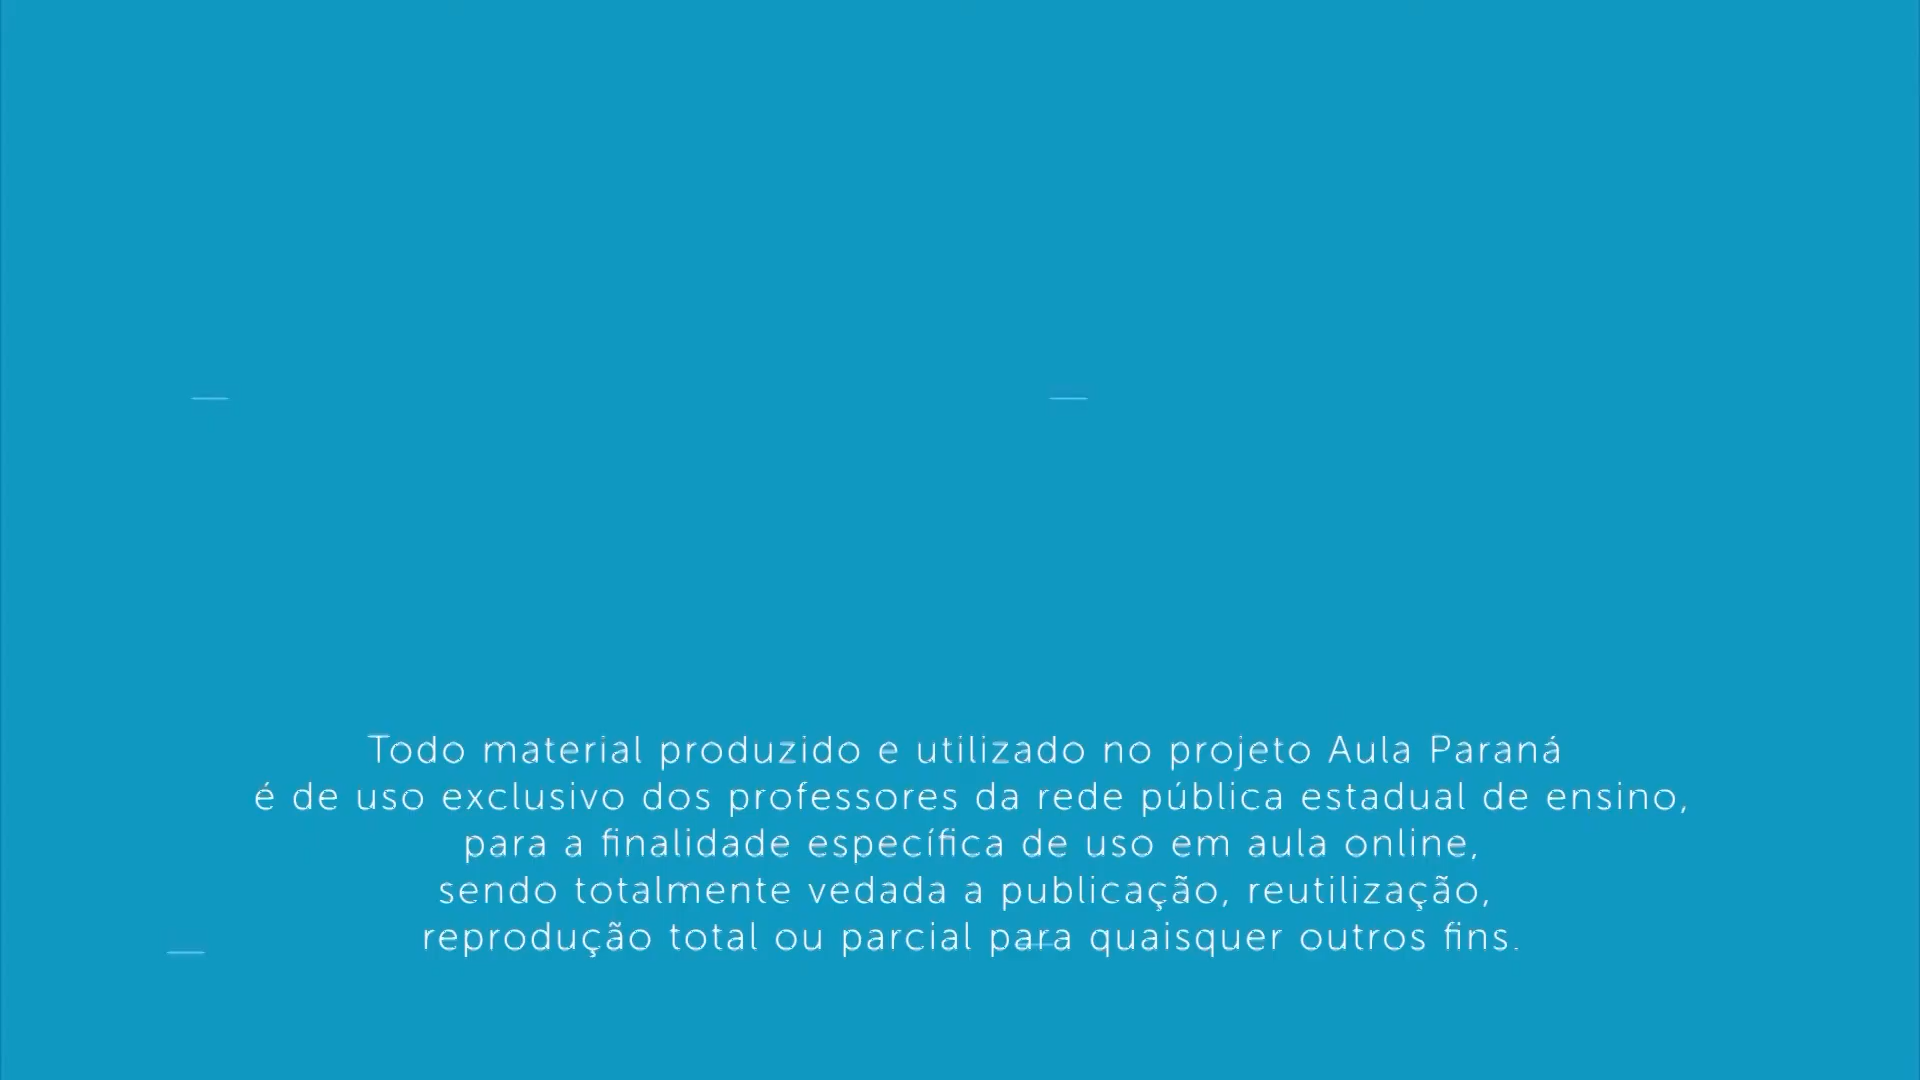 Todo material produzido e utilizado no projeto Aula Paraná
é de uso exclusivo dos professores da rede pública estadual de ensino,
para a finalidade específica de uso em aula online,
sendo totalmente vedada a publicação, reutilização,
reprodução total ou parcial para quaisquer outros fins.